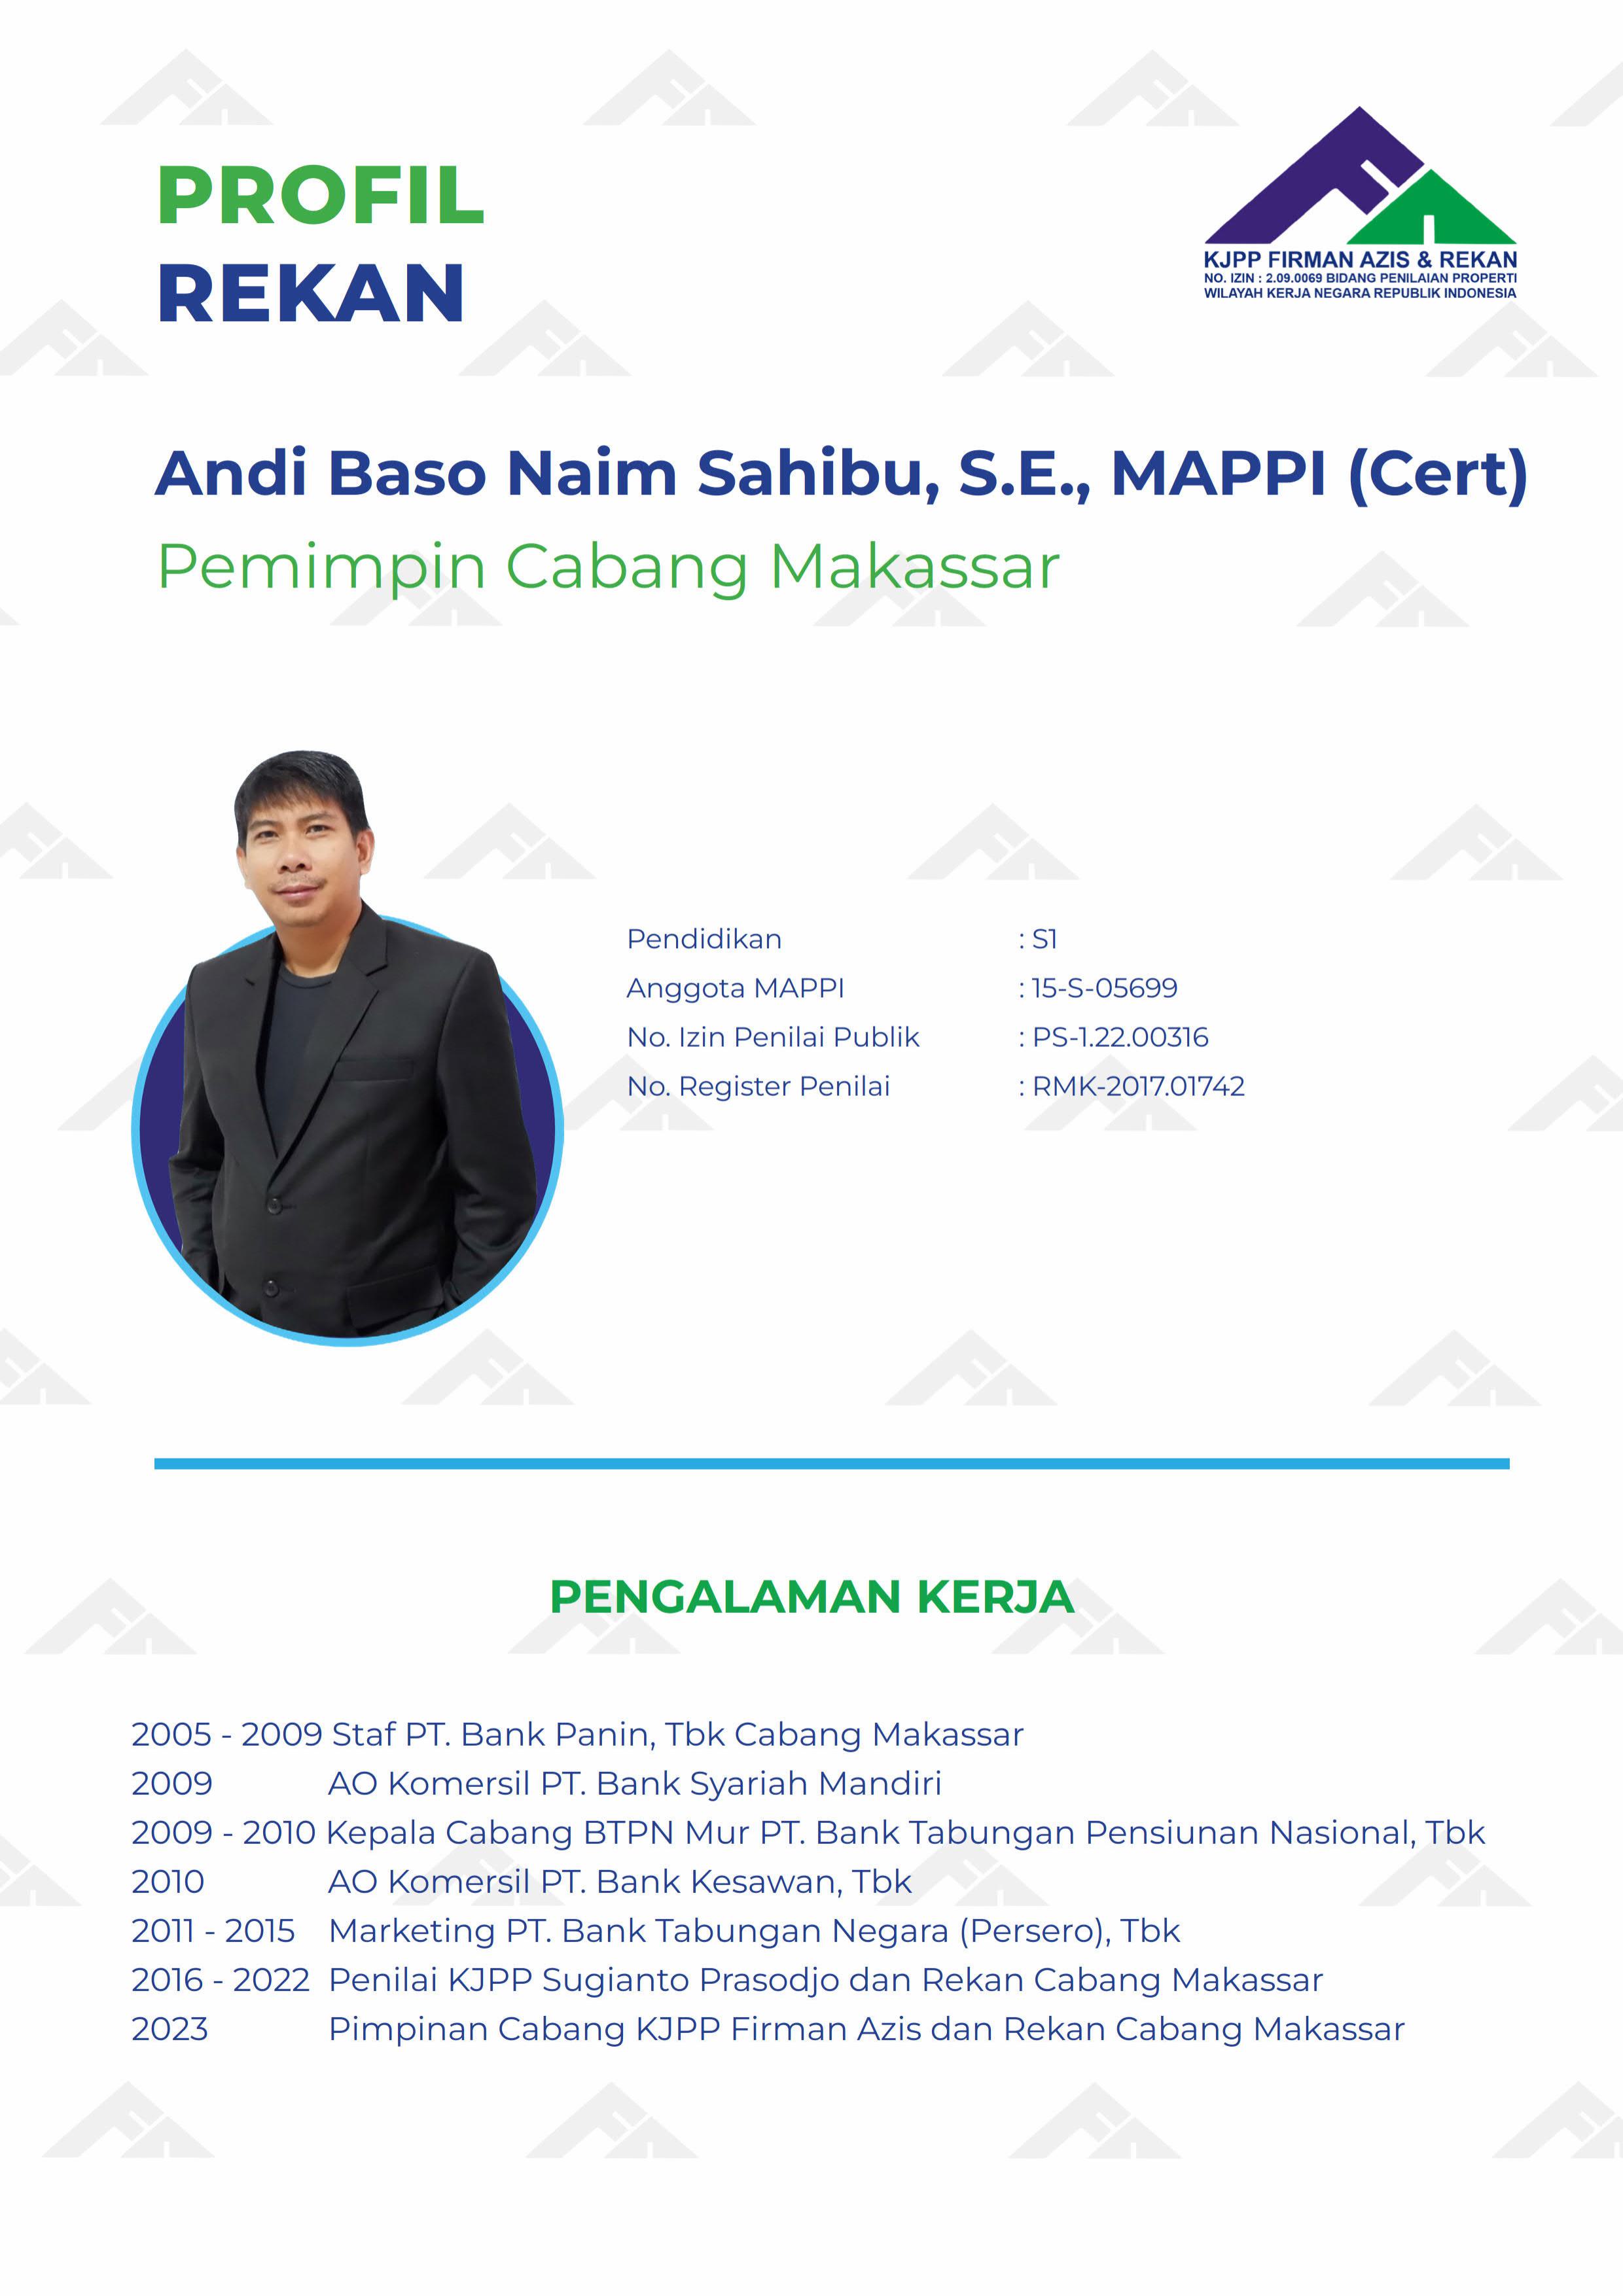 PROFIL
REKAN
KJPP FIRMAN AZIS & REKAN
NO. IZIN : 2.09.0069 BIDANG PENILAIAN PROPERTI
WILAYAH KERJA NEGARA REPUBLIK INDONESIA
Andi Baso Naim Sahibu, S.E., MAPPI (Cert)
Pemimpin Cabang Makassar
Pendidikan : S1
Anggota MAPPI : 15-S-05699
No. Izin Penilai Publik : PS-1.22.00316
No. Register Penilai : RMK-2017.01742
PENGALAMAN KERJA
2005 - 2009 Staf PT. Bank Panin, Tbk Cabang Makassar
2009 AO Komersil PT. Bank Syariah Mandiri
2009 - 2010 Kepala Cabang BTPN Mur PT. Bank Tabungan Pensiunan Nasional, Tbk
2010 AO Komersil PT. Bank Kesawan, Tbk
2011 - 2015 Marketing PT. Bank Tabungan Negara (Persero), Tbk
2016 - 2022 Penilai KJPP Sugianto Prasodjo dan Rekan Cabang Makassar
2023 Pimpinan Cabang KJPP Firman Azis dan Rekan Cabang Makassar